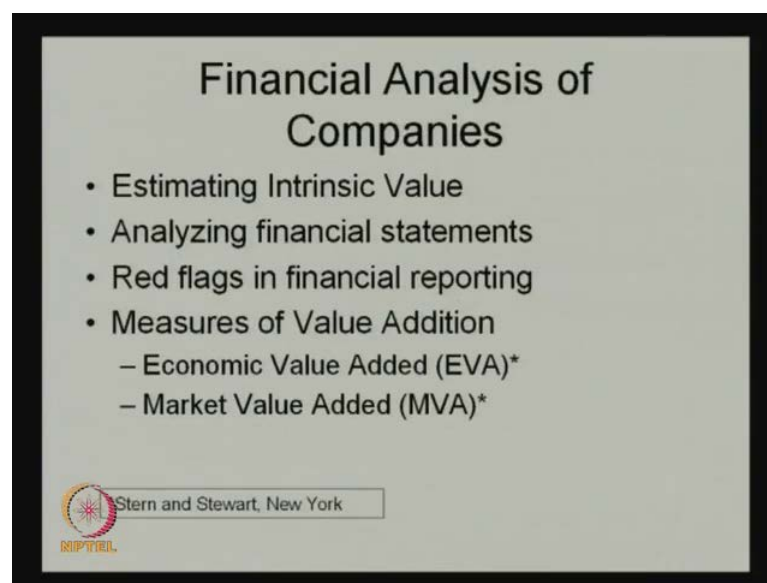 Financial Analysis of
Companies
• Estimating Intrinsic Value
• Analyzing financial statements
• Red flags in financial reporting
• Measures of Value Addition
– Economic Value Added (EVA)*
– Market Value Added (MVA)*
Stern and Stewart, New York
NPTEL